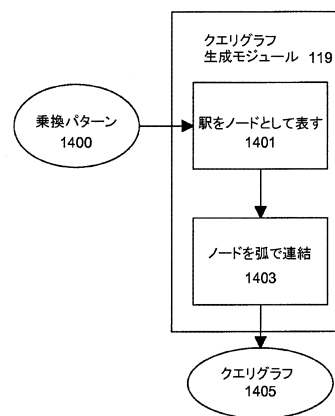 クエリグラフ
生成モジュール 119
乗換パターン
1400
駅をノードとして表す
1401
ノードを弧で連結
1403
クエリグラフ
1405